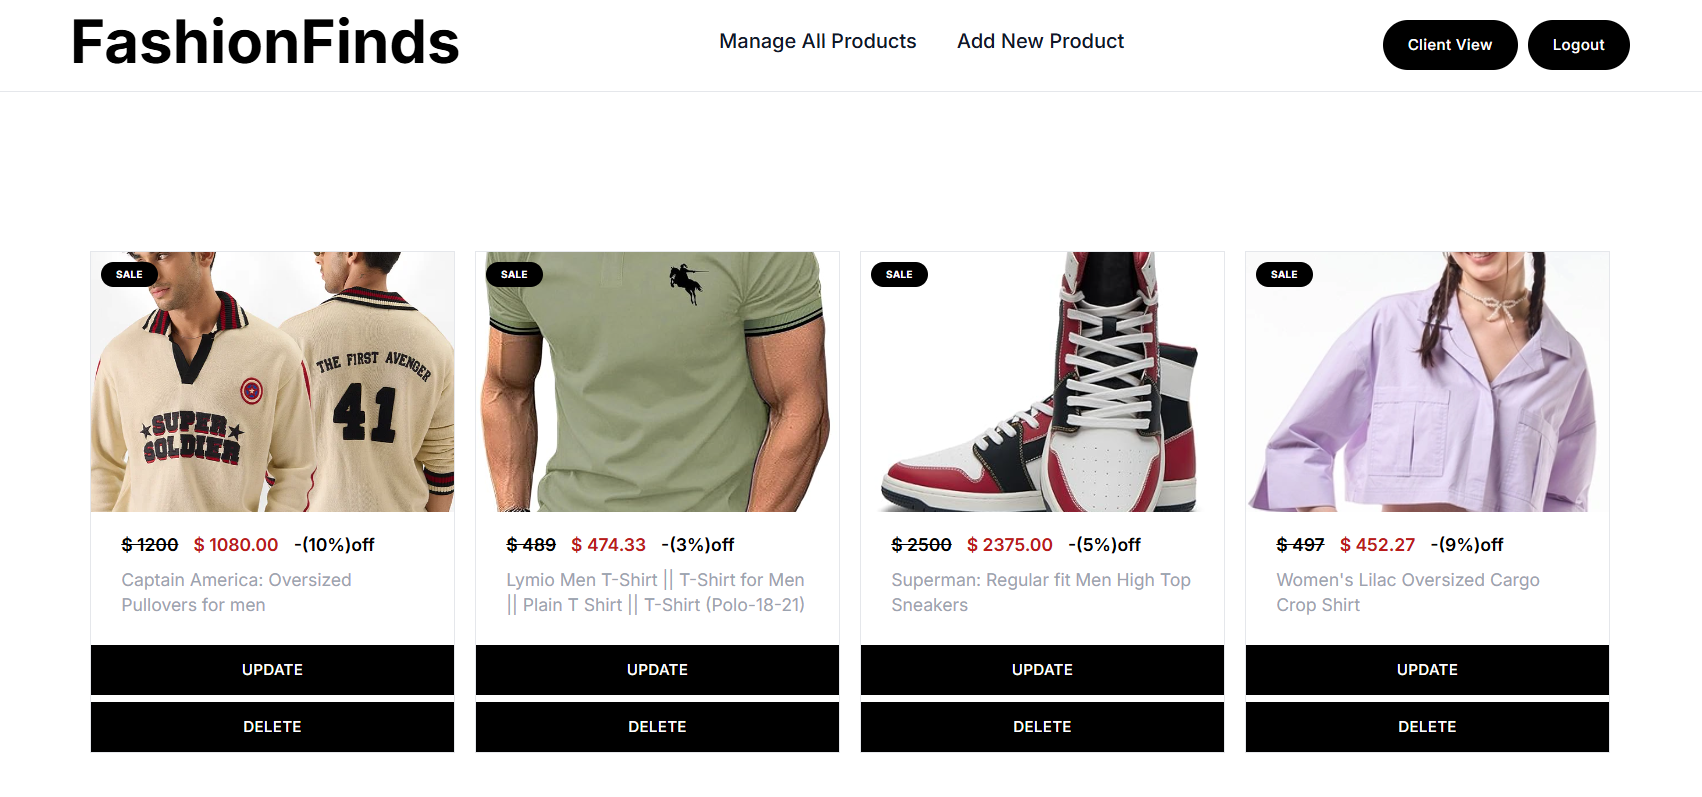 FashionFinds
Manage All Products
Add New Product
Client View
Logout
SALE
THE FIRST AVENGER
41
SUPER
SOLDIER
$ 1200 $ 1080.00 -(10%)off
Captain America: Oversized
Pullovers for men
UPDATE
DELETE
SALE
$ 489 $ 474.33 -(3%)off
Lymio Men T-Shirt || T-Shirt for Men
|| Plain T Shirt || T-Shirt (Polo-18-21)
UPDATE
DELETE
SALE
$ 2500 $ 2375.00 -(5%)off
Superman: Regular fit Men High Top
Sneakers
UPDATE
DELETE
SALE
$ 497 $ 452.27 -(9%)off
Women's Lilac Oversized Cargo
Crop Shirt
UPDATE
DELETE